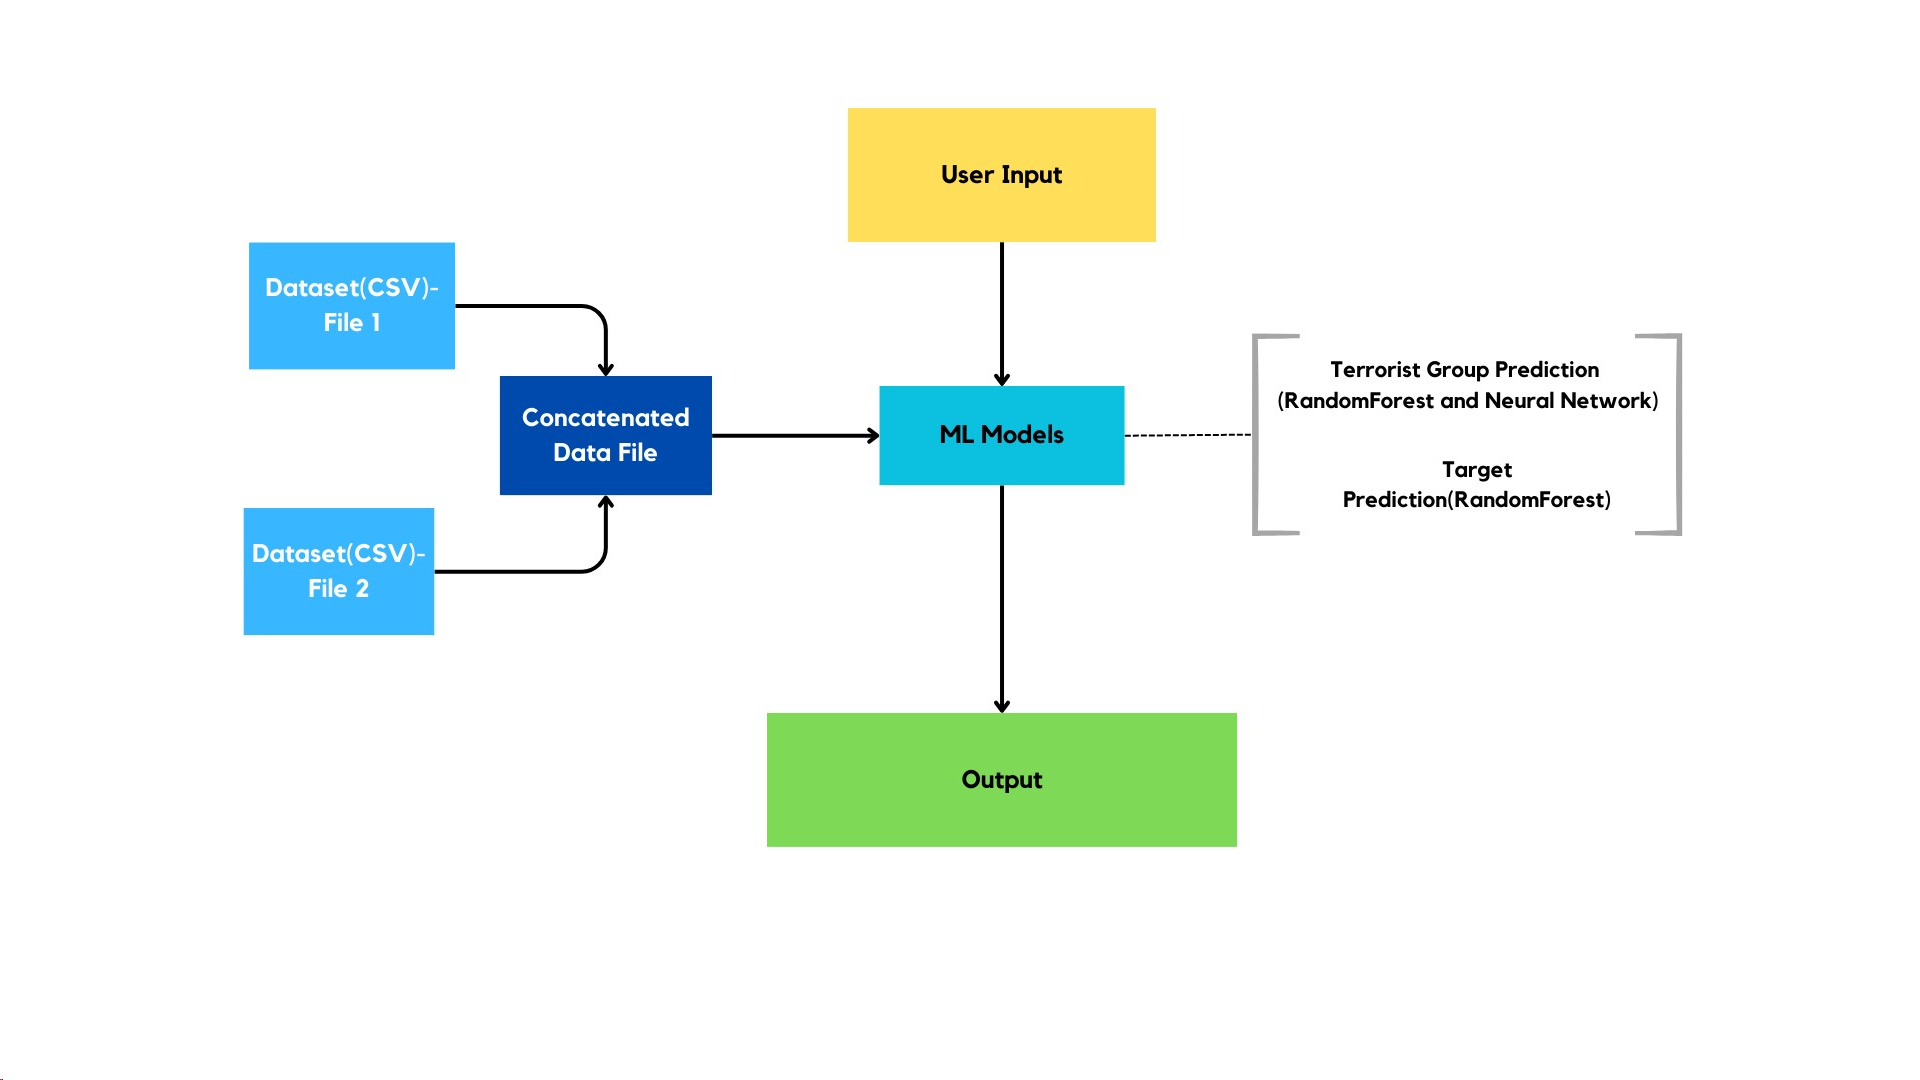 User Input
Dataset(CSV)-
File 1
Concatenated
Data File
Dataset(CSV)-
File 2
ML Models
Terrorist Group Prediction
(RandomForest and Neural Network)
Target
Prediction(RandomForest)
Output